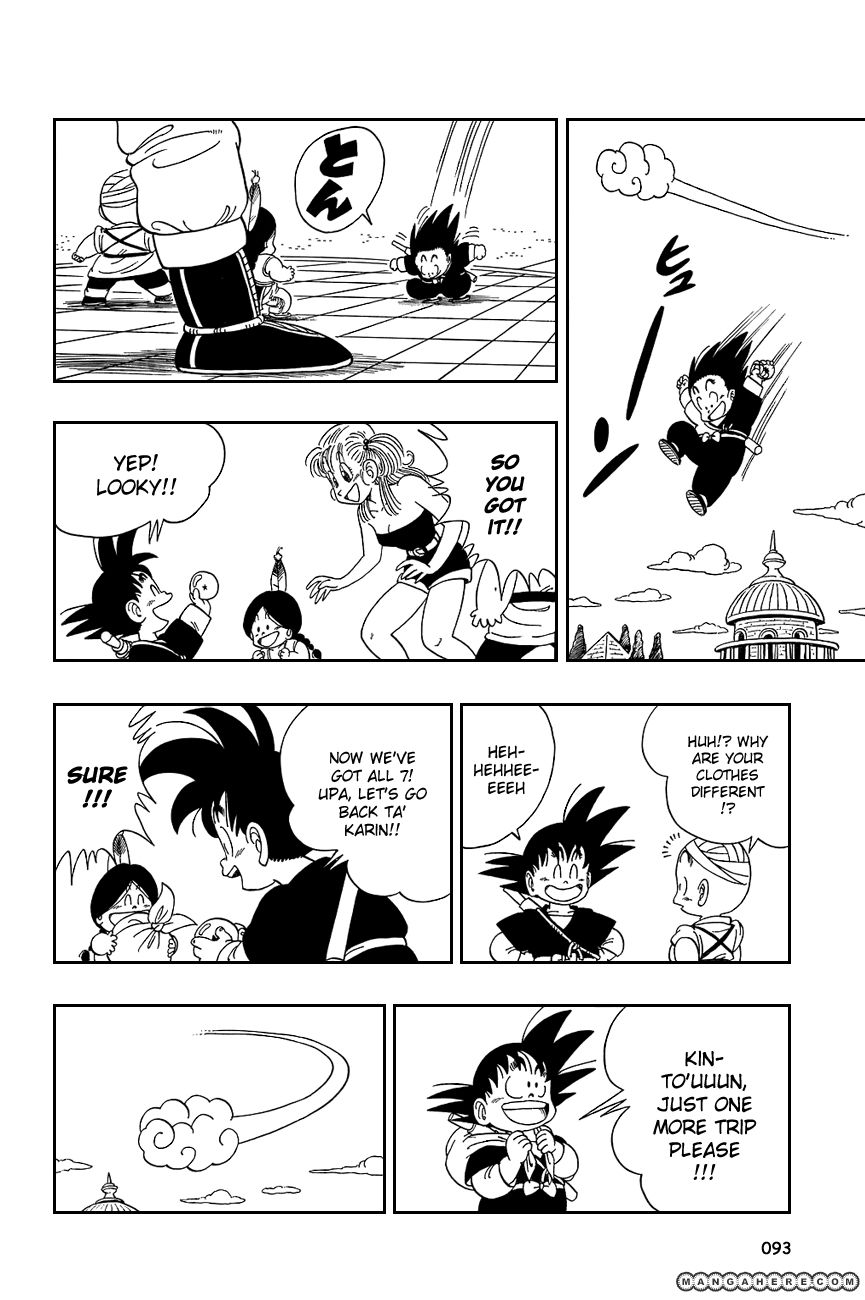 ヒュー
ン
とん
SO
YOU
GOT
IT!!
YEP!
LOOKY!!
HUH!? WHY
ARE YOUR
CLOTHES
DIFFERENT
!?
HEH-
HEHHEE-
EEEH
NOW WE'VE
GOT ALL 7!
UPA, LET'S GO
BACK TA'
KARIN!!
SURE
!!!
KIN-
TO'UUUN,
JUST ONE
MORE TRIP
PLEASE
!!!
093
MANGAHERE.COM